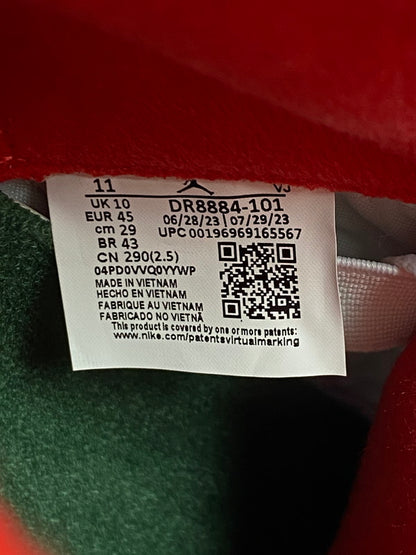 11 VJ
UK 10 DR8884-101
EUR 45 06/28/23 | 07/29/23
cm 29 UPC 00196969165567
BR 43
CN 290(2.5)
04PD0VVQ0YYWP
MADE IN VIETNAM
HECHO EN VIETNAM
FABRIQUE AU VIETNAM
FABRICADO NO VIETNÃ
This product is covered by one or more patents:
www.nike.com/patentsvirtualmarking